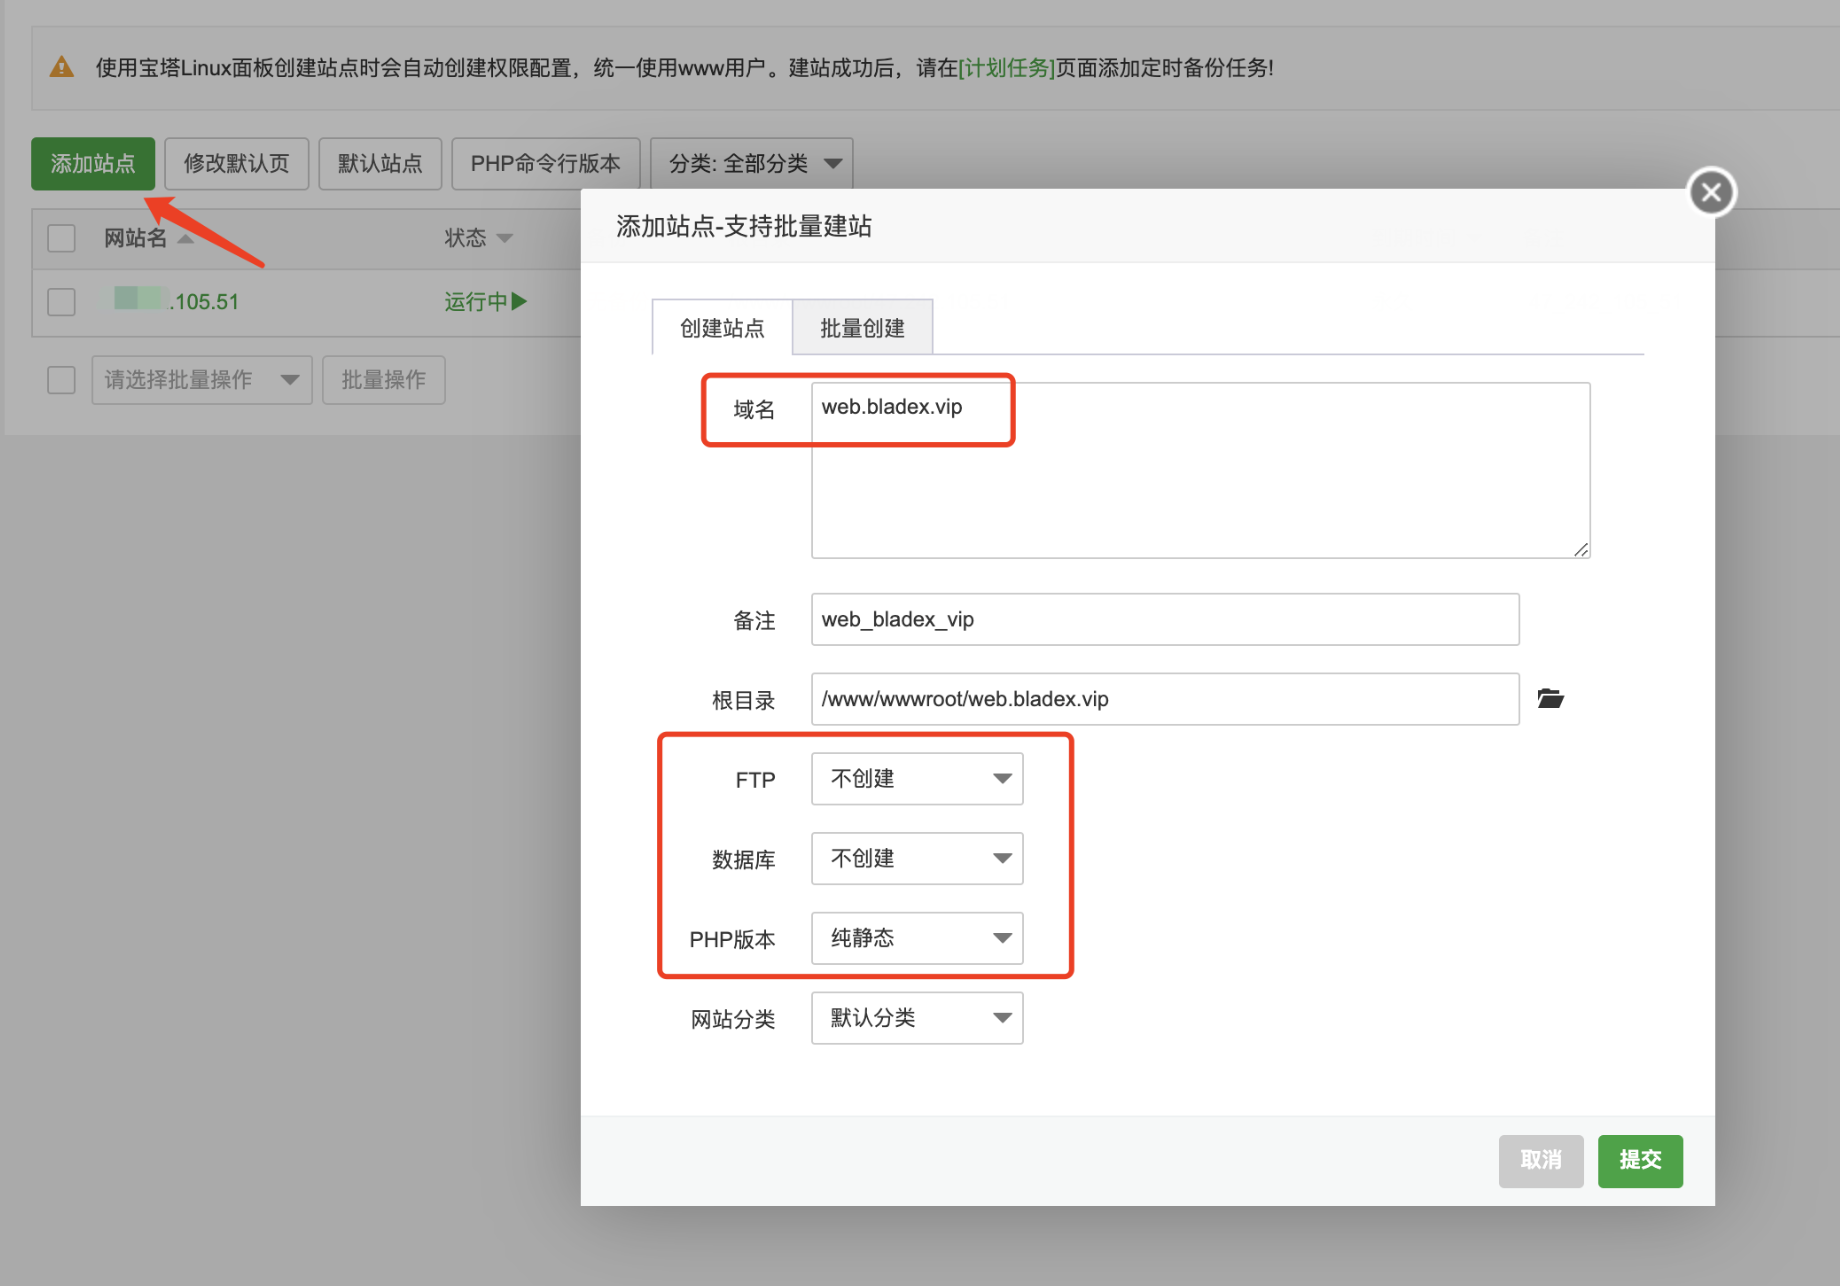 使用宝塔Linux面板创建站点时会自动创建权限配置，统一使用www用户。建站成功后，请在[计划任务]页面添加定时备份任务!
添加站点 修改默认页 默认站点 PHP命令行版本 分类: 全部分类
网站名 状态
.105.51 运行中
请选择批量操作 批量操作
添加站点-支持批量建站
创建站点 批量创建
域名 web.bladex.vip
备注 web_bladex_vip
根目录 /www/wwwroot/web.bladex.vip
FTP 不创建
数据库 不创建
PHP版本 纯静态
网站分类 默认分类
取消 提交